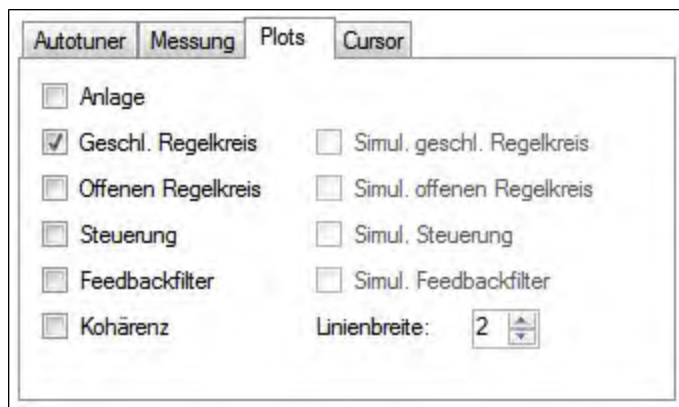 Autotuner Messung Plots Cursor
Anlage
Geschl. Regelkreis Simul. geschl. Regelkreis
Offenen Regelkreis Simul. offenen Regelkreis
Steuerung Simul. Steuerung
Feedbackfilter Simul. Feedbackfilter
Kohärenz Linienbreite: 2